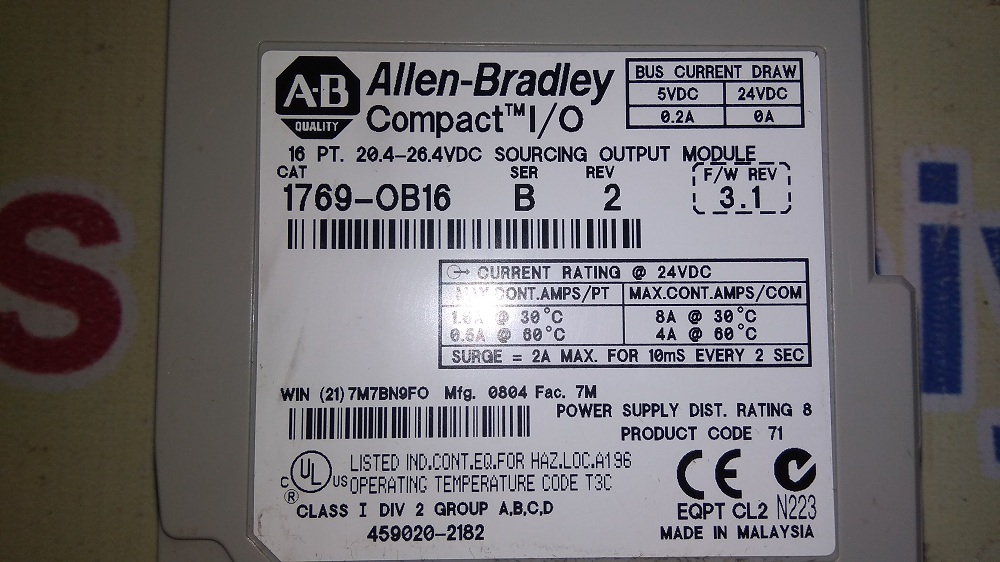 A-B
QUALITY
Allen-Bradley
Compact™I/O
BUS CURRENT DRAW
5VDC 24VDC
0.2A 0A
16 PT. 20.4-26.4VDC SOURCING OUTPUT MODULE
CAT SER REV F/W REV
1769-OB16 B 2 3.1
CURRENT RATING @ 24VDC
CONT.AMPS/PT MAX.CONT.AMPS/COM
@ 30°C 8A @ 30°C
0.5A @ 60°C 4A @ 60°C
SURGE = 2A MAX. FOR 10mS EVERY 2 SEC
WIN (21) 7M7BN9FO Mfg. 0804 Fac. 7M
POWER SUPPLY DIST. RATING 8
PRODUCT CODE 71
C UL US ®
LISTED IND.CONT.EQ.FOR HAZ.LOC.A196
OPERATING TEMPERATURE CODE T3C
CLASS I DIV 2 GROUP A,B,C,D
459020-2182
CE
EQPT CL2 N223
MADE IN MALAYSIA